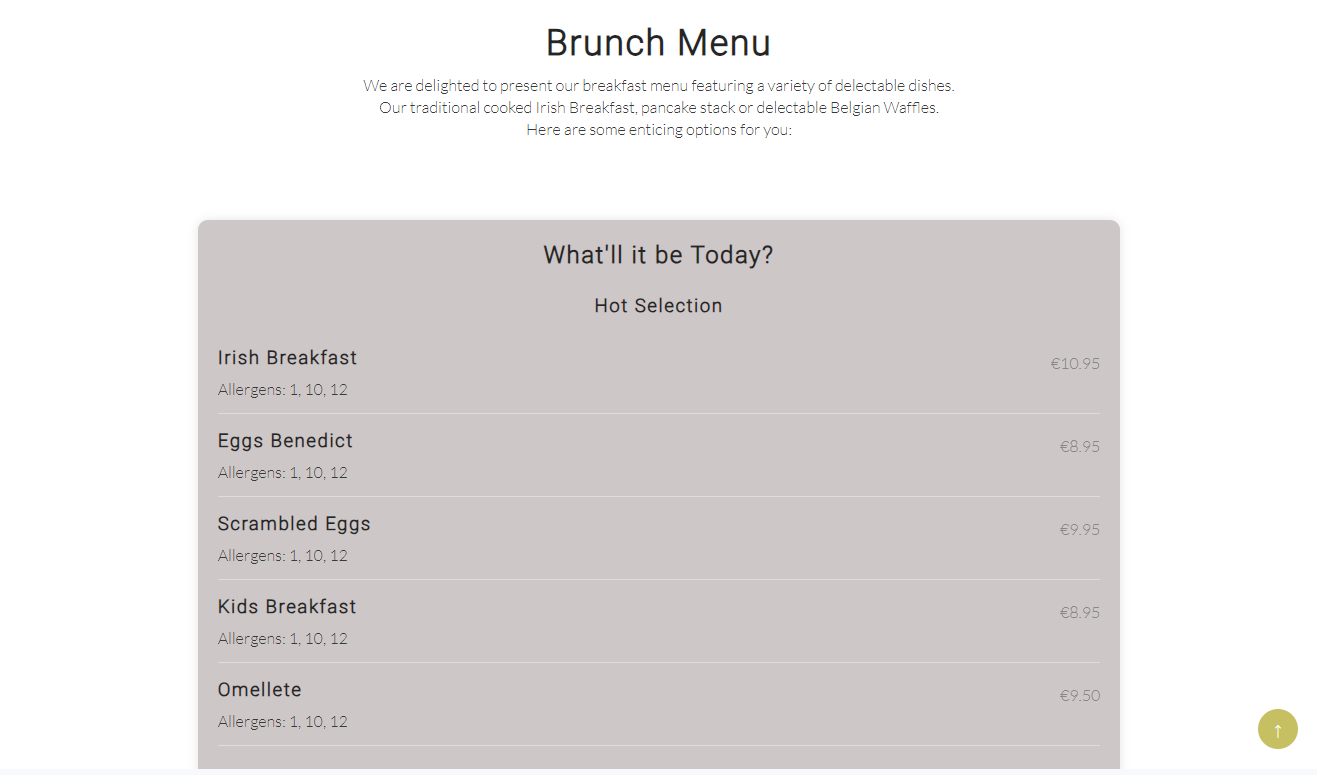 Brunch Menu
We are delighted to present our breakfast menu featuring a variety of delectable dishes.
Our traditional cooked Irish Breakfast, pancake stack or delectable Belgian Waffles.
Here are some enticing options for you:
What'll it be Today?
Hot Selection
Irish Breakfast
€10.95
Allergens: 1, 10, 12
Eggs Benedict
€8.95
Allergens: 1, 10, 12
Scrambled Eggs
€9.95
Allergens: 1, 10, 12
Kids Breakfast
€8.95
Allergens: 1, 10, 12
Omellete
€9.50
Allergens: 1, 10, 12
↑